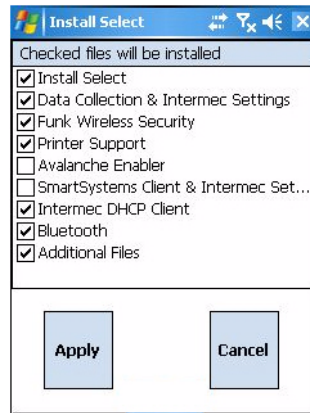 Install Select
Checked files will be installed
Install Select
Data Collection & Intermec Settings
Funk Wireless Security
Printer Support
Avalanche Enabler
SmartSystems Client & Intermec Set...
Intermec DHCP Client
Bluetooth
Additional Files
Apply
Cancel